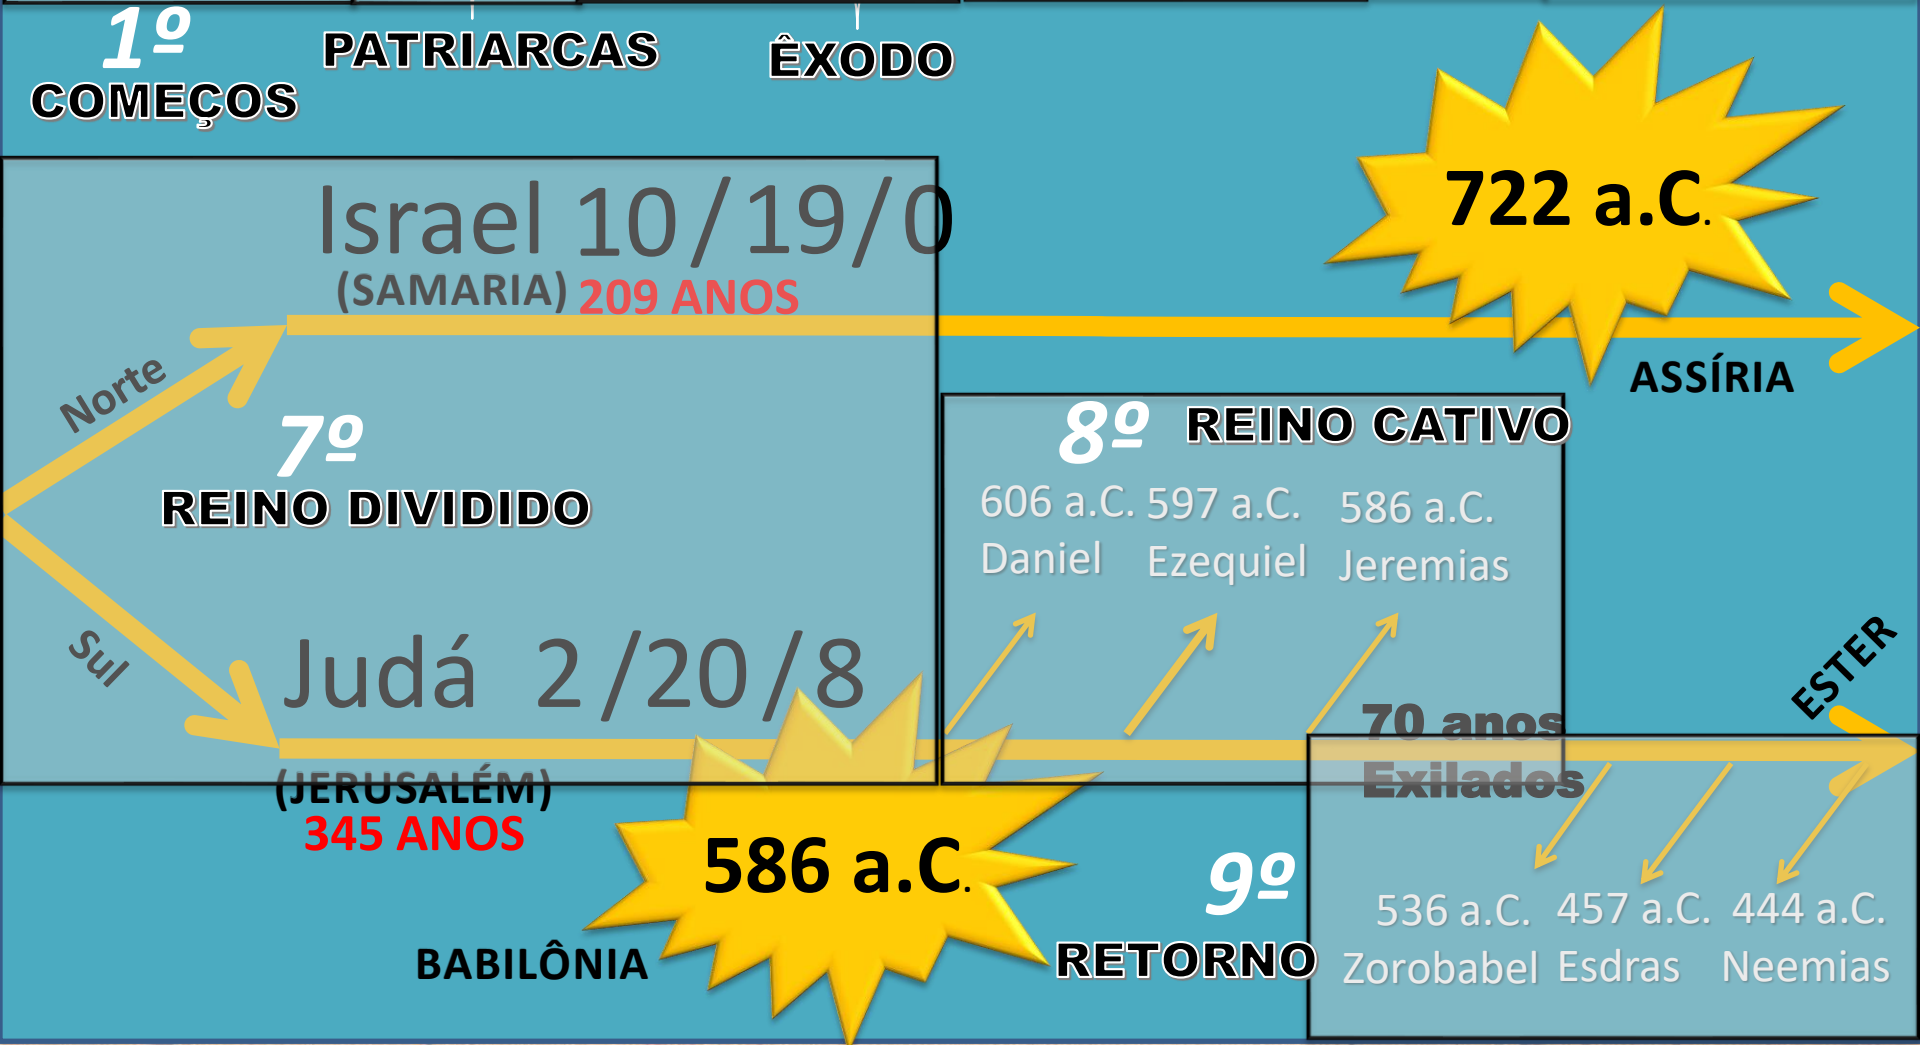 1º
COMEÇOS
PATRIARCAS
ÊXODO
722 a.C.
Israel 10/19/0
(SAMARIA) 209 ANOS
ASSÍRIA
Norte
7º
REINO DIVIDIDO
8º REINO CATIVO
606 a.C. 597 a.C. 586 a.C.
Daniel Ezequiel Jeremias
Sul
Judá 2/20/8
(JERUSALÉM)
345 ANOS
586 a.C.
BABILÔNIA
70 anos
Exilados
ESTER
9º
RETORNO
536 a.C. 457 a.C. 444 a.C.
Zorobabel Esdras Neemias